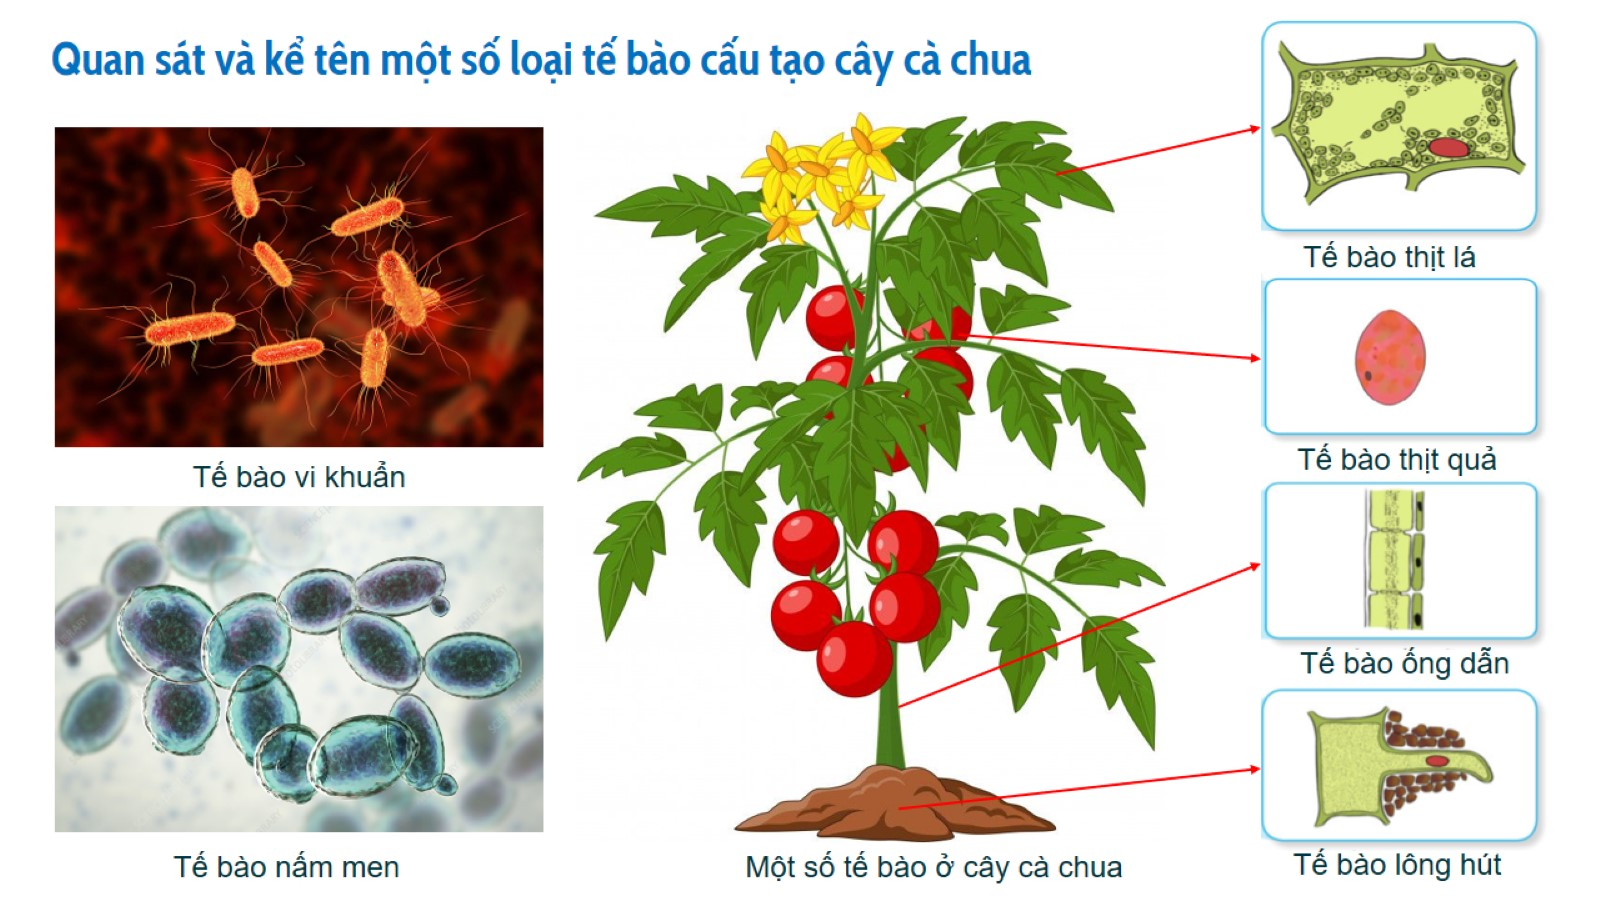 Quan sát và kể tên một số loại tế bào cấu tạo cây cà chua
Tế bào vi khuẩn
Tế bào nấm men
Một số tế bào ở cây cà chua
Tế bào thịt lá
Tế bào thịt quả
Tế bào ống dẫn
Tế bào lông hút